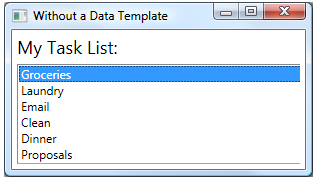 Without a Data Template
My Task List:
Groceries
Laundry
Email
Clean
Dinner
Proposals